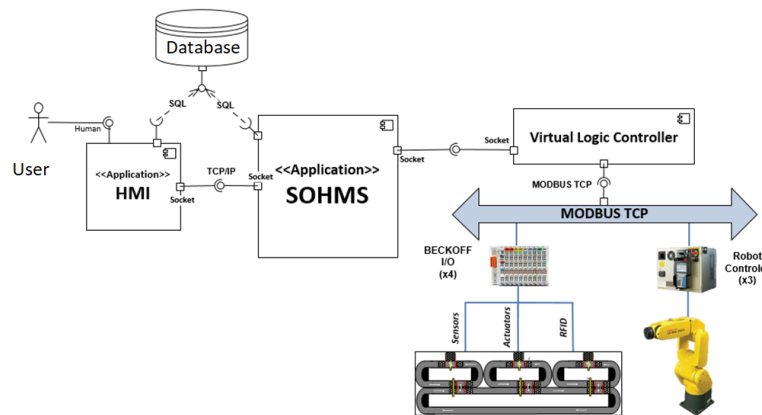 Database
SQL
SQL
Human
User
<<Application>>
HMI
Socket
TCP/IP
Socket
<<Application>>
SOHMS
Socket
Socket
Virtual Logic Controller
MODBUS TCP
MODBUS TCP
BECKOFF
I/O
(x4)
Robot
Controle
(x3)
Sensors
Actuators
RFID